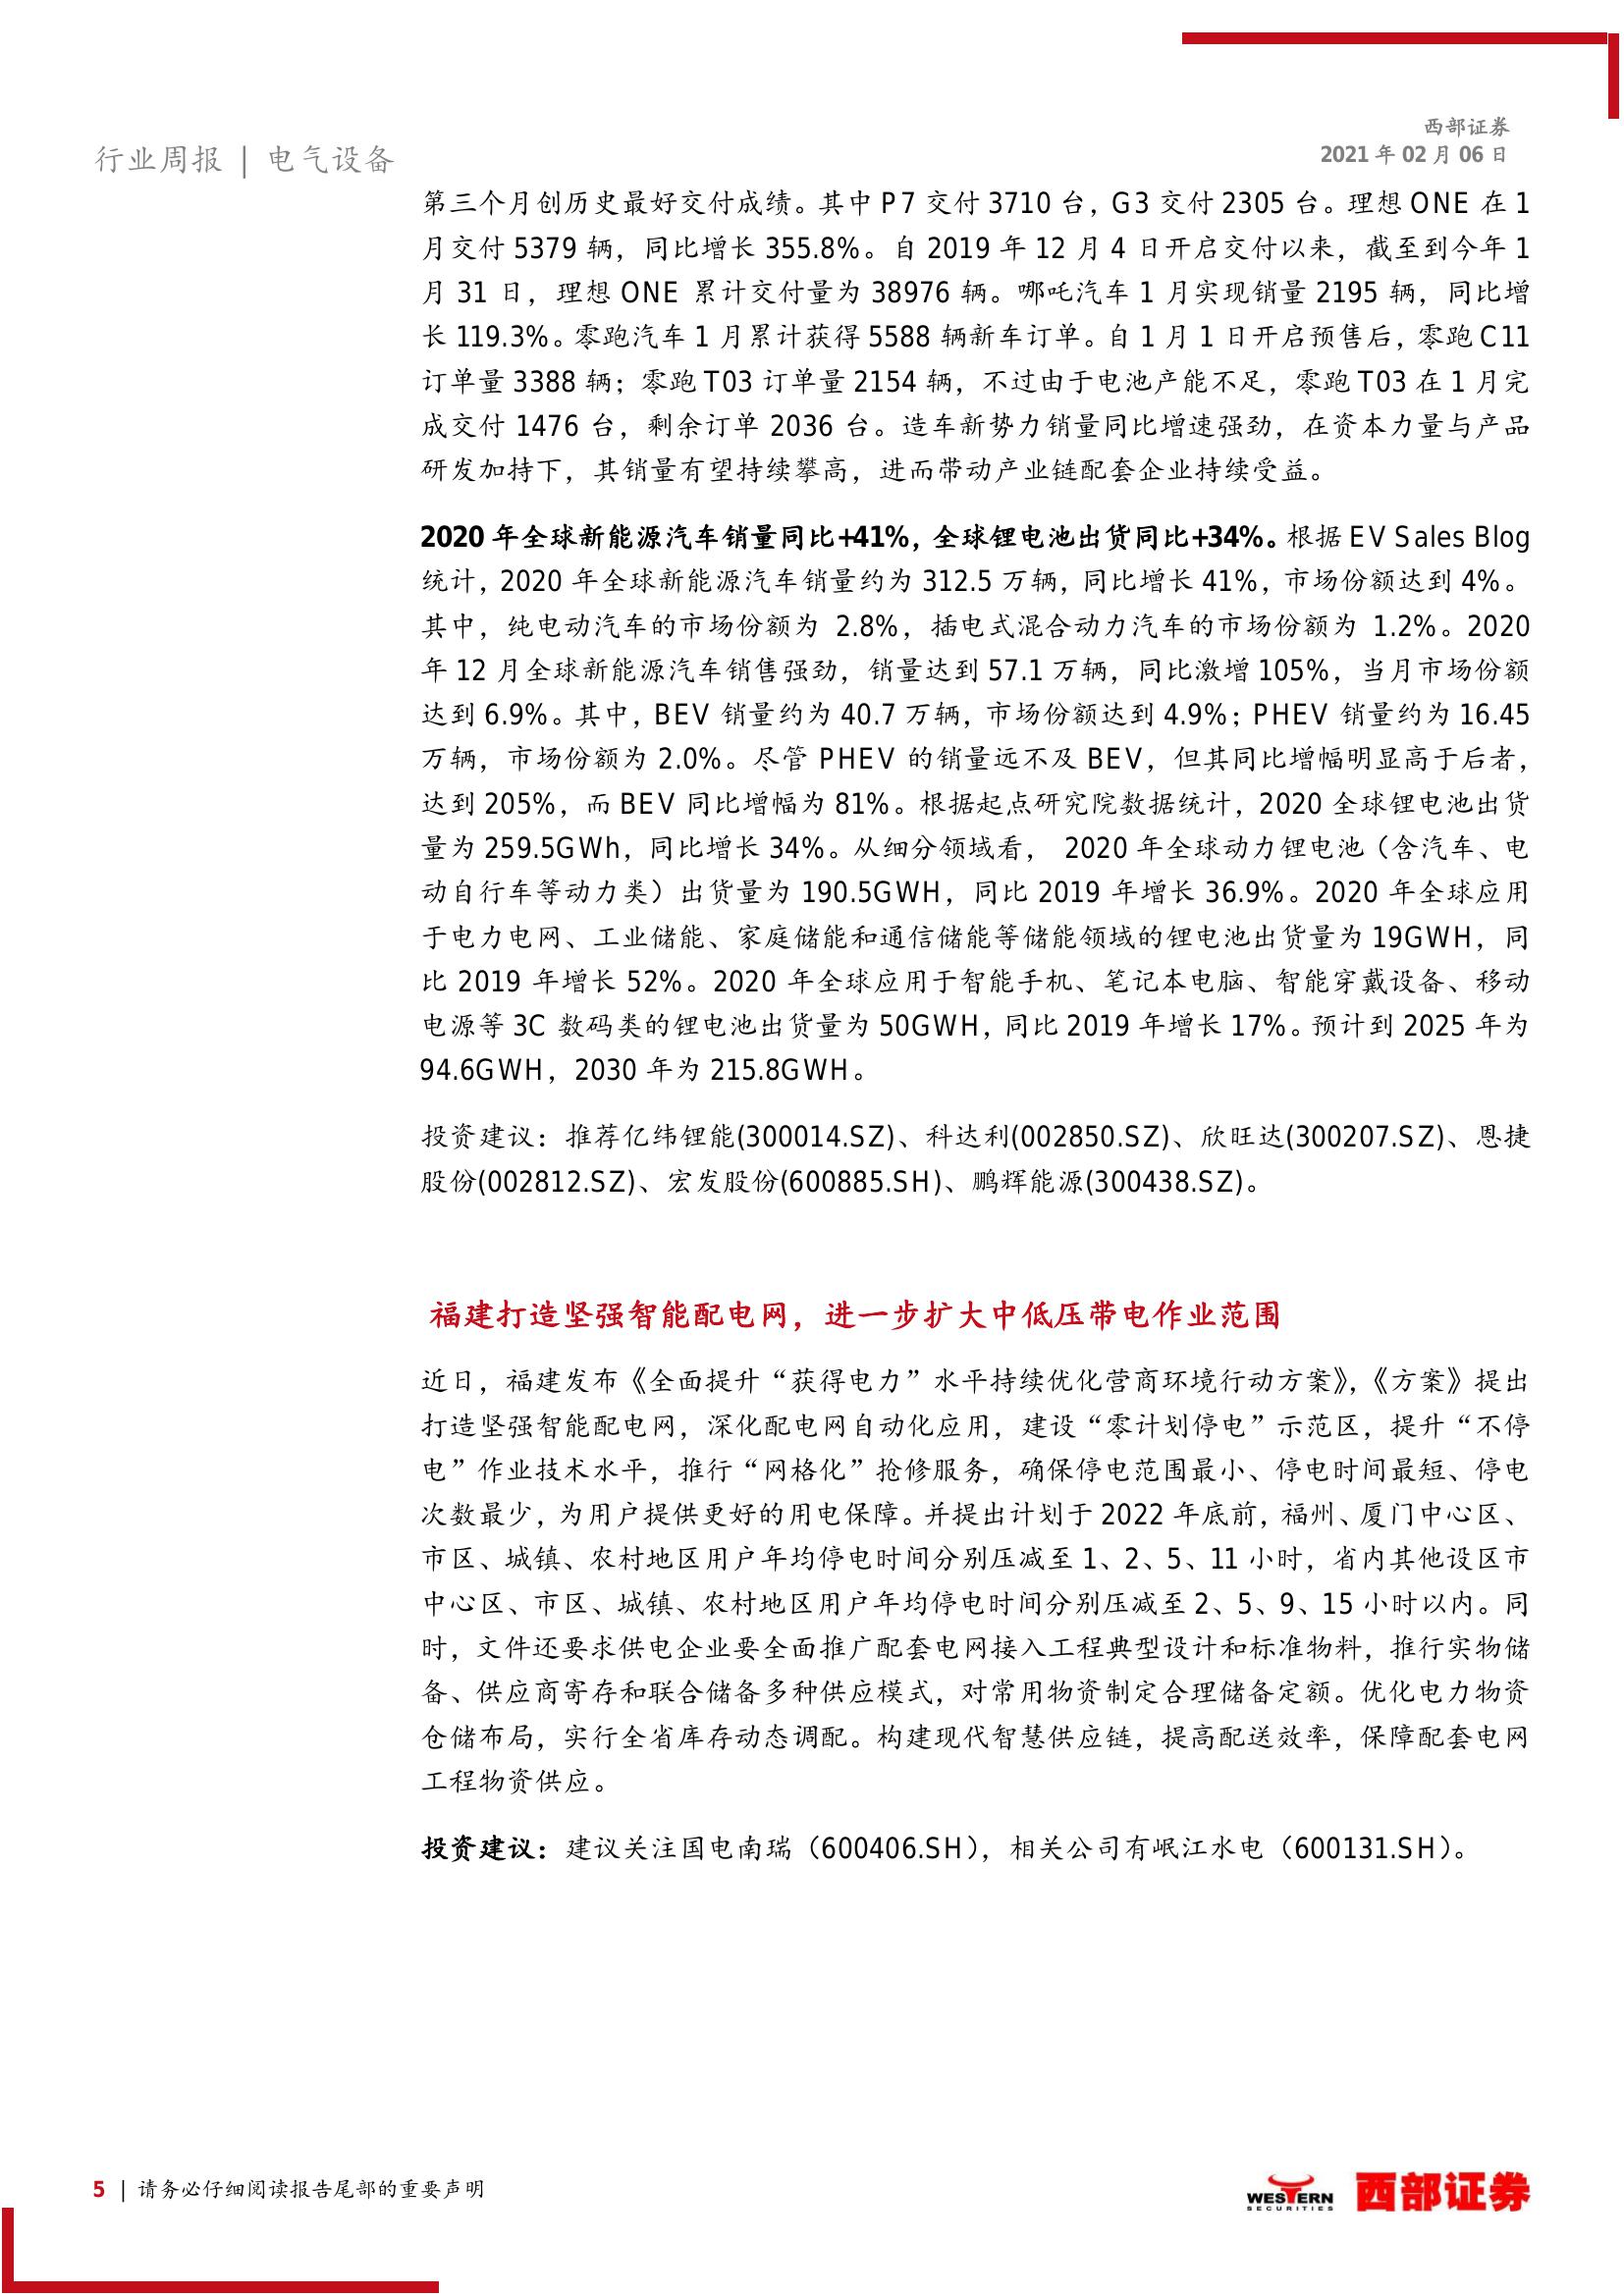 西部证券
2021 年 02 月 06 日
行业周报 | 电气设备
第三个月创历史最好交付成绩。其中 P7 交付 3710 台，G3 交付 2305 台。理想 ONE 在 1
月交付 5379 辆，同比增长 355.8%。自 2019 年 12 月 4 日开启交付以来，截至到今年 1
月 31 日，理想 ONE 累计交付量为 38976 辆。哪吒汽车 1 月实现销量 2195 辆，同比增
长 119.3%。零跑汽车 1 月累计获得 5588 辆新车订单。自 1 月 1 日开启预售后，零跑 C11
订单量 3388 辆；零跑 T03 订单量 2154 辆，不过由于电池产能不足，零跑 T03 在 1 月完
成交付 1476 台，剩余订单 2036 台。造车新势力销量同比增速强劲，在资本力量与产品
研发加持下，其销量有望持续攀高，进而带动产业链配套企业持续受益。
2020 年全球新能源汽车销量同比+41%，全球锂电池出货同比+34%。根据 EV Sales Blog
统计，2020 年全球新能源汽车销量约为 312.5 万辆，同比增长 41%，市场份额达到 4%。
其中，纯电动汽车的市场份额为 2.8%，插电式混合动力汽车的市场份额为 1.2%。2020
年 12 月全球新能源汽车销售强劲，销量达到 57.1 万辆，同比激增 105%，当月市场份额
达到 6.9%。其中，BEV 销量约为 40.7 万辆，市场份额达到 4.9%；PHEV 销量约为 16.45
万辆，市场份额为 2.0%。尽管 PHEV 的销量远不及 BEV，但其同比增幅明显高于后者，
达到 205%，而 BEV 同比增幅为 81%。根据起点研究院数据统计，2020 全球锂电池出货
量为 259.5GWh，同比增长 34%。从细分领域看， 2020 年全球动力锂电池（含汽车、电
动自行车等动力类）出货量为 190.5GWH，同比 2019 年增长 36.9%。2020 年全球应用
于电力电网、工业储能、家庭储能和通信储能等储能领域的锂电池出货量为 19GWH，同
比 2019 年增长 52%。2020 年全球应用于智能手机、笔记本电脑、智能穿戴设备、移动
电源等 3C 数码类的锂电池出货量为 50GWH，同比 2019 年增长 17%。预计到 2025 年为
94.6GWH，2030 年为 215.8GWH。
投资建议：推荐亿纬锂能(300014.SZ)、科达利(002850.SZ)、欣旺达(300207.SZ)、恩捷
股份(002812.SZ)、宏发股份(600885.SH)、鹏辉能源(300438.SZ)。
福建打造坚强智能配电网，进一步扩大中低压带电作业范围
近日，福建发布《全面提升“获得电力”水平持续优化营商环境行动方案》，《方案》提出
打造坚强智能配电网，深化配电网自动化应用，建设“零计划停电”示范区，提升“不停
电”作业技术水平，推行“网格化”抢修服务，确保停电范围最小、停电时间最短、停电
次数最少，为用户提供更好的用电保障。并提出计划于 2022 年底前，福州、厦门中心区、
市区、城镇、农村地区用户年均停电时间分别压减至 1、2、5、11 小时，省内其他设区市
中心区、市区、城镇、农村地区用户年均停电时间分别压减至 2、5、9、15 小时以内。同
时，文件还要求供电企业要全面推广配套电网接入工程典型设计和标准物料，推行实物储
备、供应商寄存和联合储备多种供应模式，对常用物资制定合理储备定额。优化电力物资
仓储布局，实行全省库存动态调配。构建现代智慧供应链，提高配送效率，保障配套电网
工程物资供应。
投资建议：建议关注国电南瑞（600406.SH），相关公司有岷江水电（600131.SH）。
5 | 请务必仔细阅读报告尾部的重要声明
WESTERN
SECURITIES
西部证券